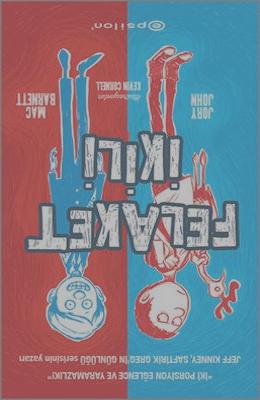 "İKİ PORSİYON EĞLENCE VE YARAMAZLIK!"
JEFF KINNEY, SAFTİRİK GREG'İN GÜNLÜĞÜ serisinin yazarı
FELAKET
İKİLİ
JORY
JOHN
KEVIN CORNELL
MAC
BARNETT
epsilon